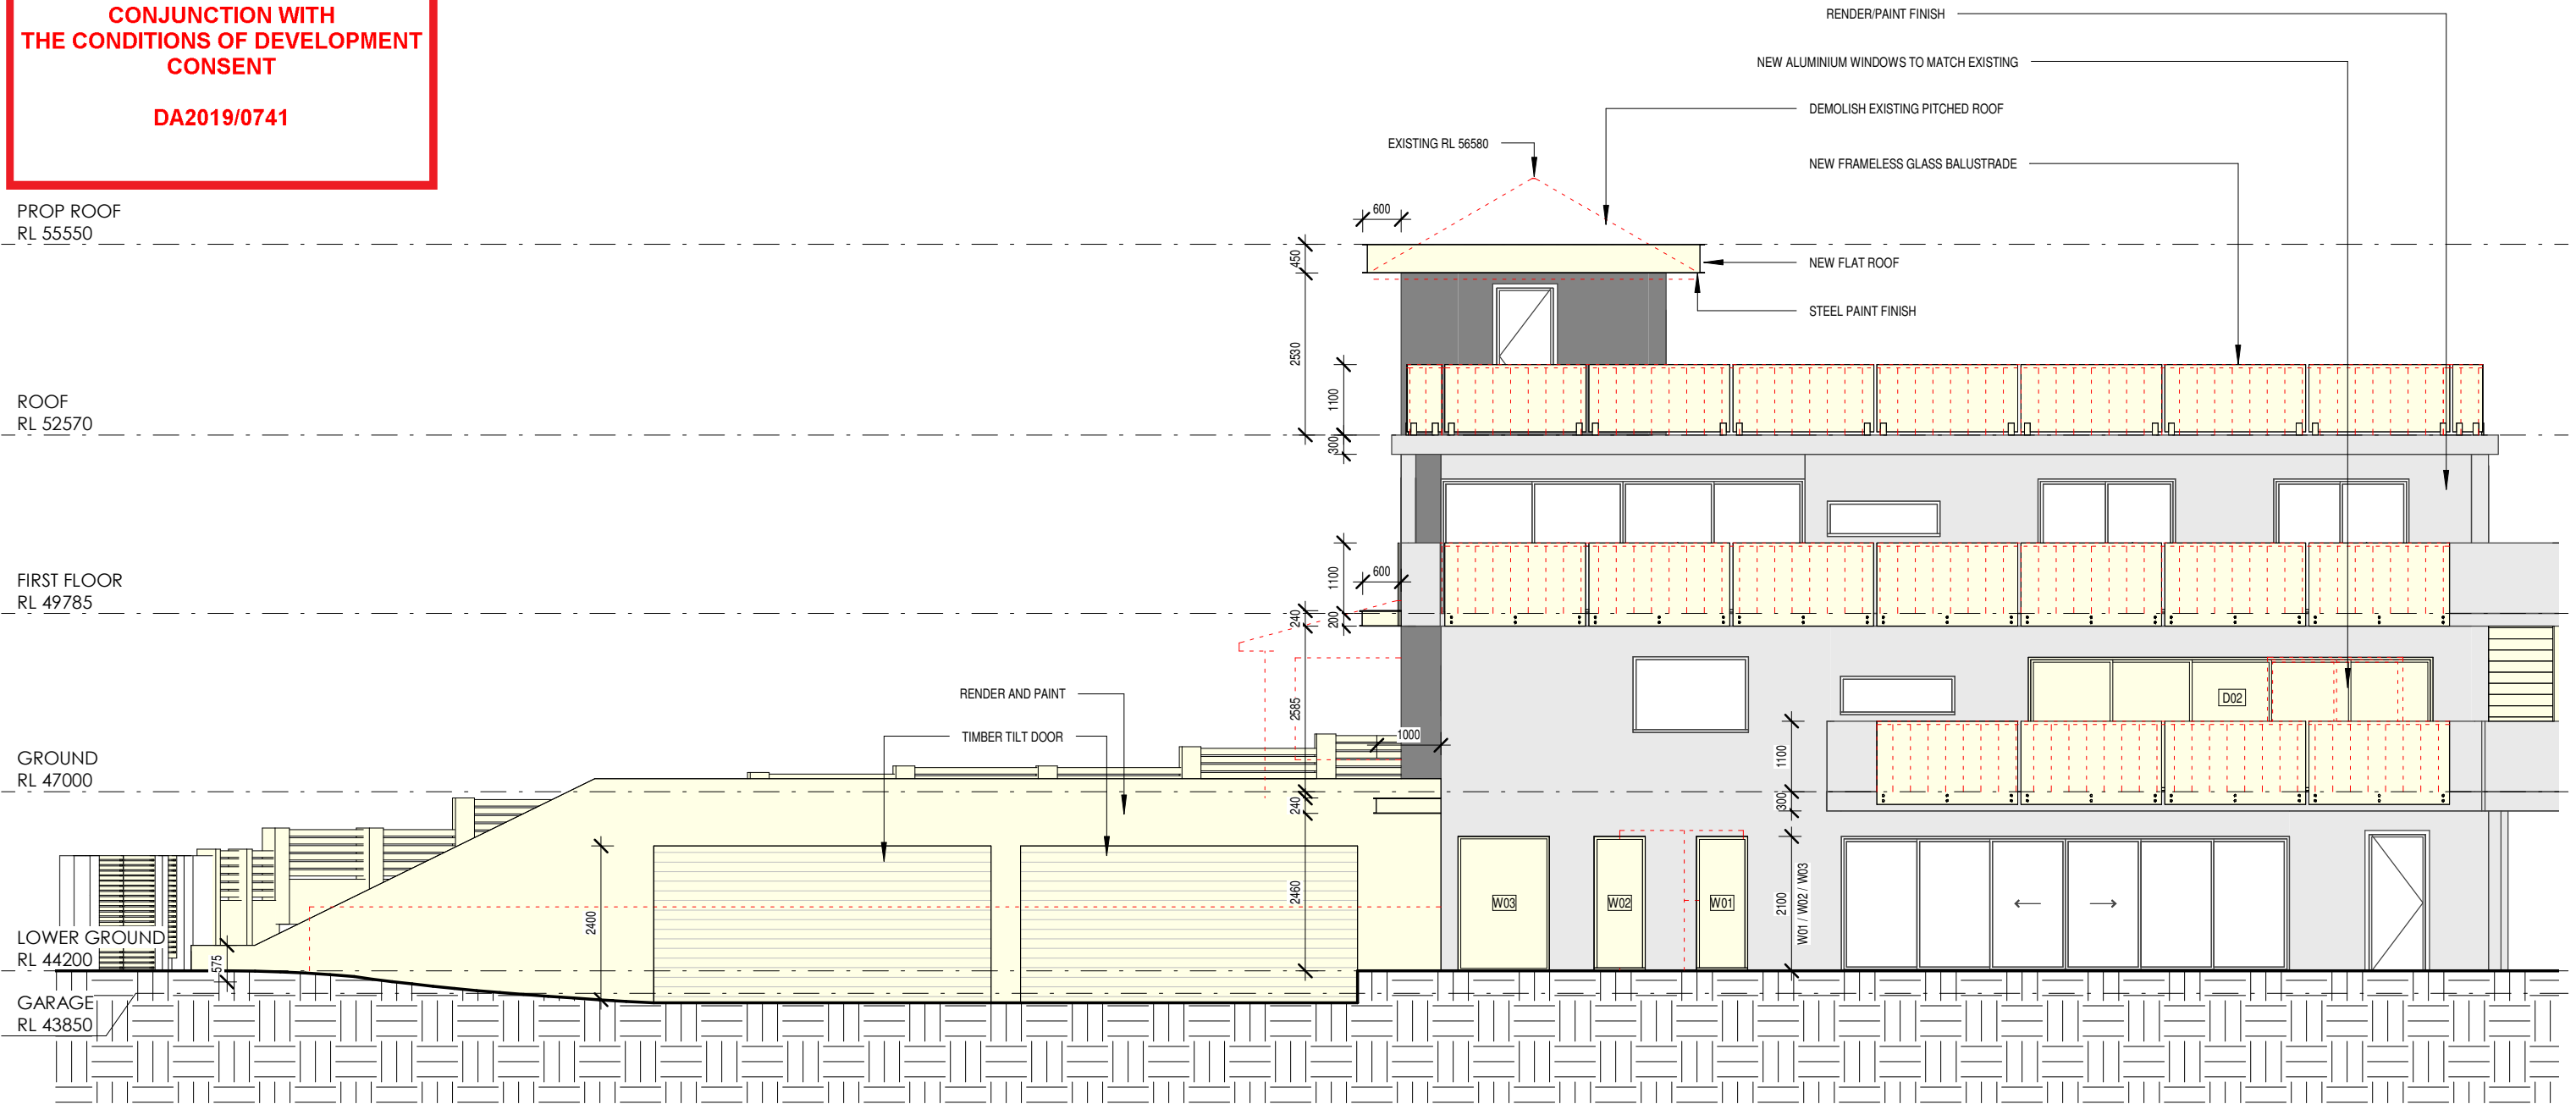 CONJUNCTION WITH
THE CONDITIONS OF DEVELOPMENT
CONSENT
DA2019/0741
RENDER/PAINT FINISH
NEW ALUMINIUM WINDOWS TO MATCH EXISTING
DEMOLISH EXISTING PITCHED ROOF
EXISTING RL 56580
NEW FRAMELESS GLASS BALUSTRADE
PROP ROOF
RL 55550
600
450
NEW FLAT ROOF
STEEL PAINT FINISH
2530
1100
ROOF
RL 52570
300
FIRST FLOOR
RL 49785
1100
600
240
200
RENDER AND PAINT
2585
D02
TIMBER TILT DOOR
1000
1100
GROUND
RL 47000
240
300
2400
2460
W03
W02
W01
2100
W01 / W02 / W03
LOWER GROUND
RL 44200
575
GARAGE
RL 43850